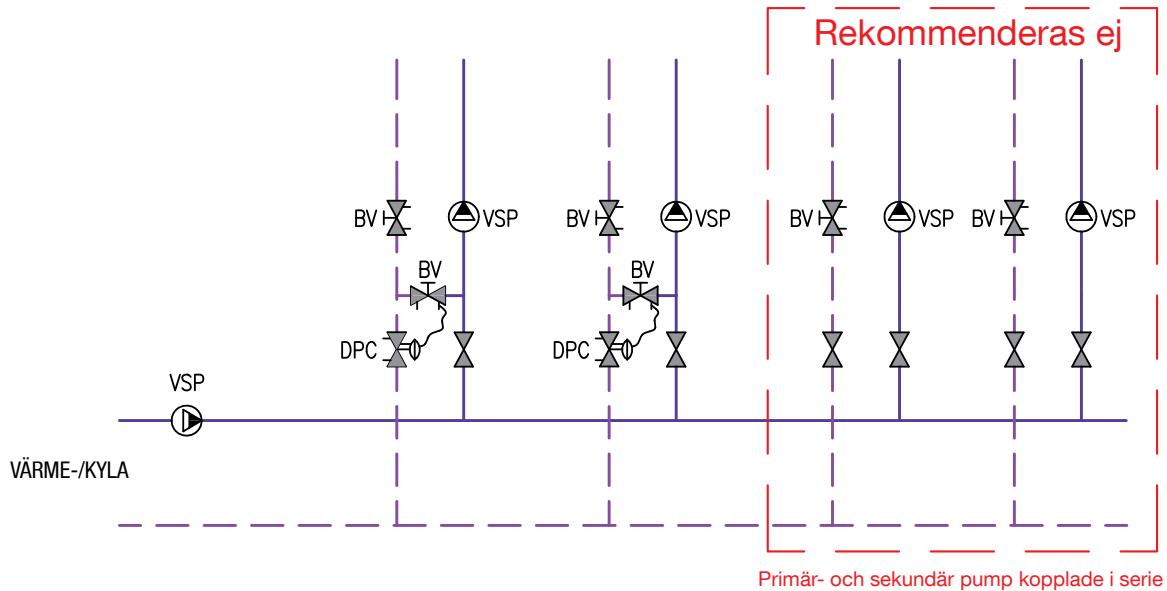 Rekommenderas ej
BV VSP BV VSP BV VSP BV VSP
BV BV
DPC DPC
VSP
VÄRME-/KYLA
Primär- och sekundär pump kopplade i serie